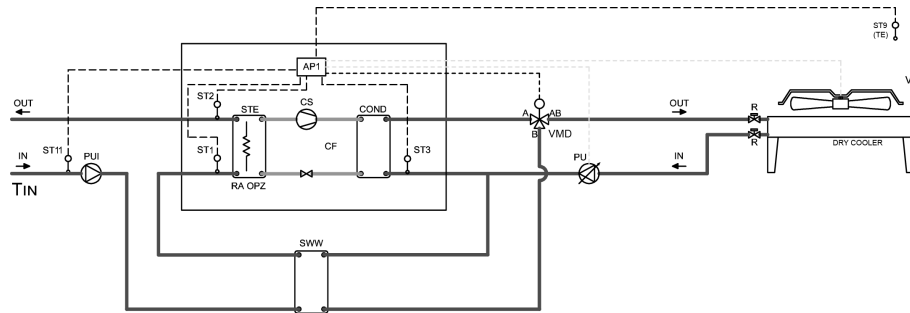 ST9
(TE)
AP1
V
ST2
STE
CS
COND
OUT
A
AB
OUT
R
B
VMD
CF
R
DRY COOLER
IN
ST11
PUI
ST1
ST3
PU
IN
TIN
RA OPZ
SWW